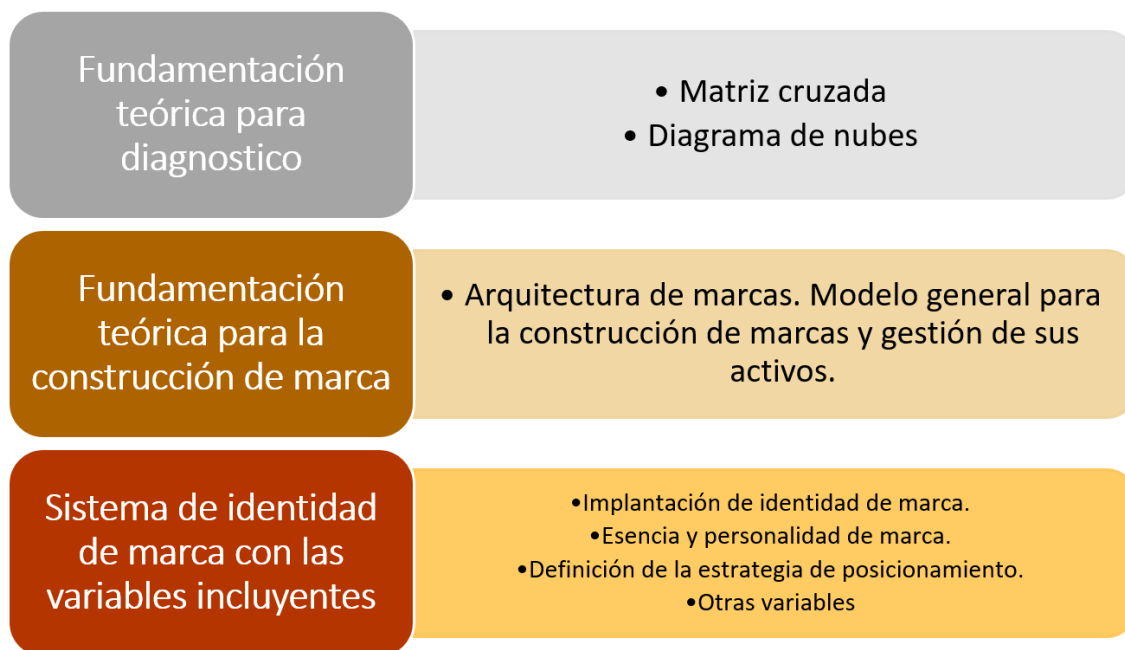 Fundamentación
teórica para
diagnostico
• Matriz cruzada
• Diagrama de nubes
Fundamentación
teórica para la
construcción de marca
• Arquitectura de marcas. Modelo general para
la construcción de marcas y gestión de sus
activos.
Sistema de identidad
de marca con las
variables incluyentes
•Implantación de identidad de marca.
•Esencia y personalidad de marca.
•Definición de la estrategia de posicionamiento.
•Otras variables